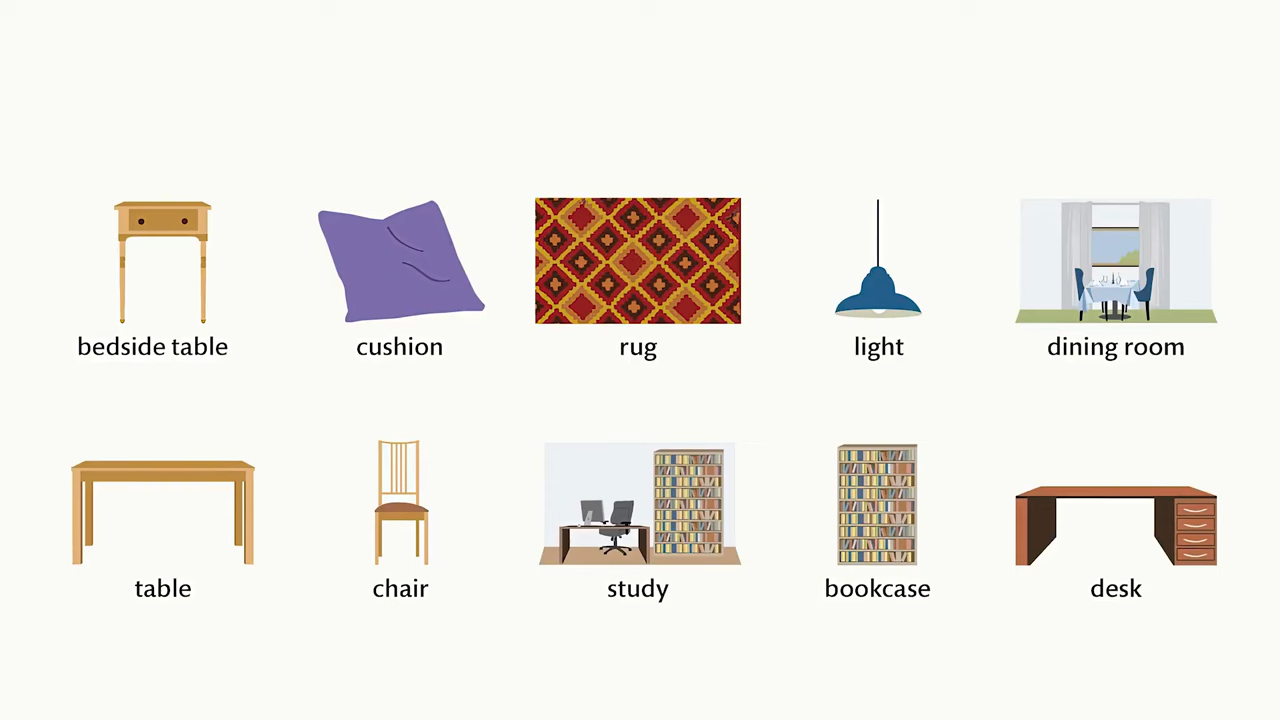 bedside table
cushion
rug
light
dining room
table
chair
study
bookcase
desk